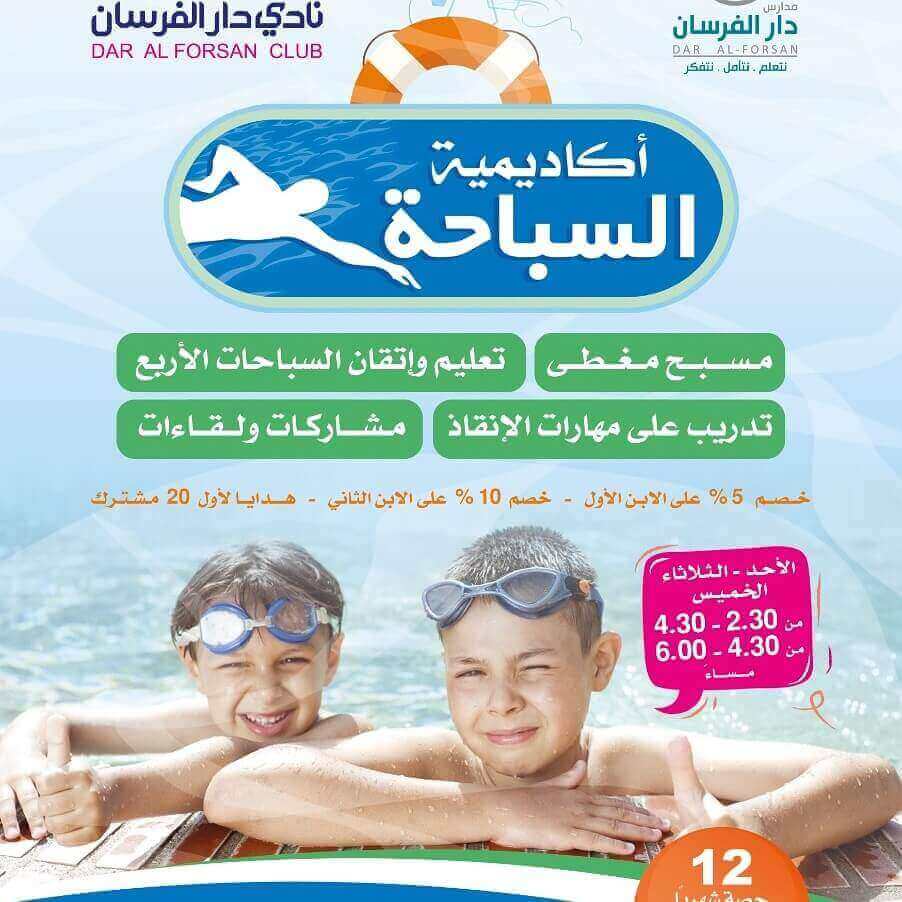 مدارس
دار الفرسان
DAR AL-FORSAN
نتعلم . نتأمل . نتفكر
نادي دار الفرسان
DAR AL FORSAN CLUB
أكاديمية
السباحة
مسبح مغطى
تعليم وإتقان السباحات الأربع
تدريب على مهارات الإنقاذ
مشاركات ولقاءات
خصم 5 % على الابن الأول - خصم 10 % على الابن الثاني - هدايا لأول 20 مشترك
الأحد - الثلاثاء
الخميس
من 2.30 - 4.30
من 4.30 - 6.00
مساءً
12
حصة شهرياً